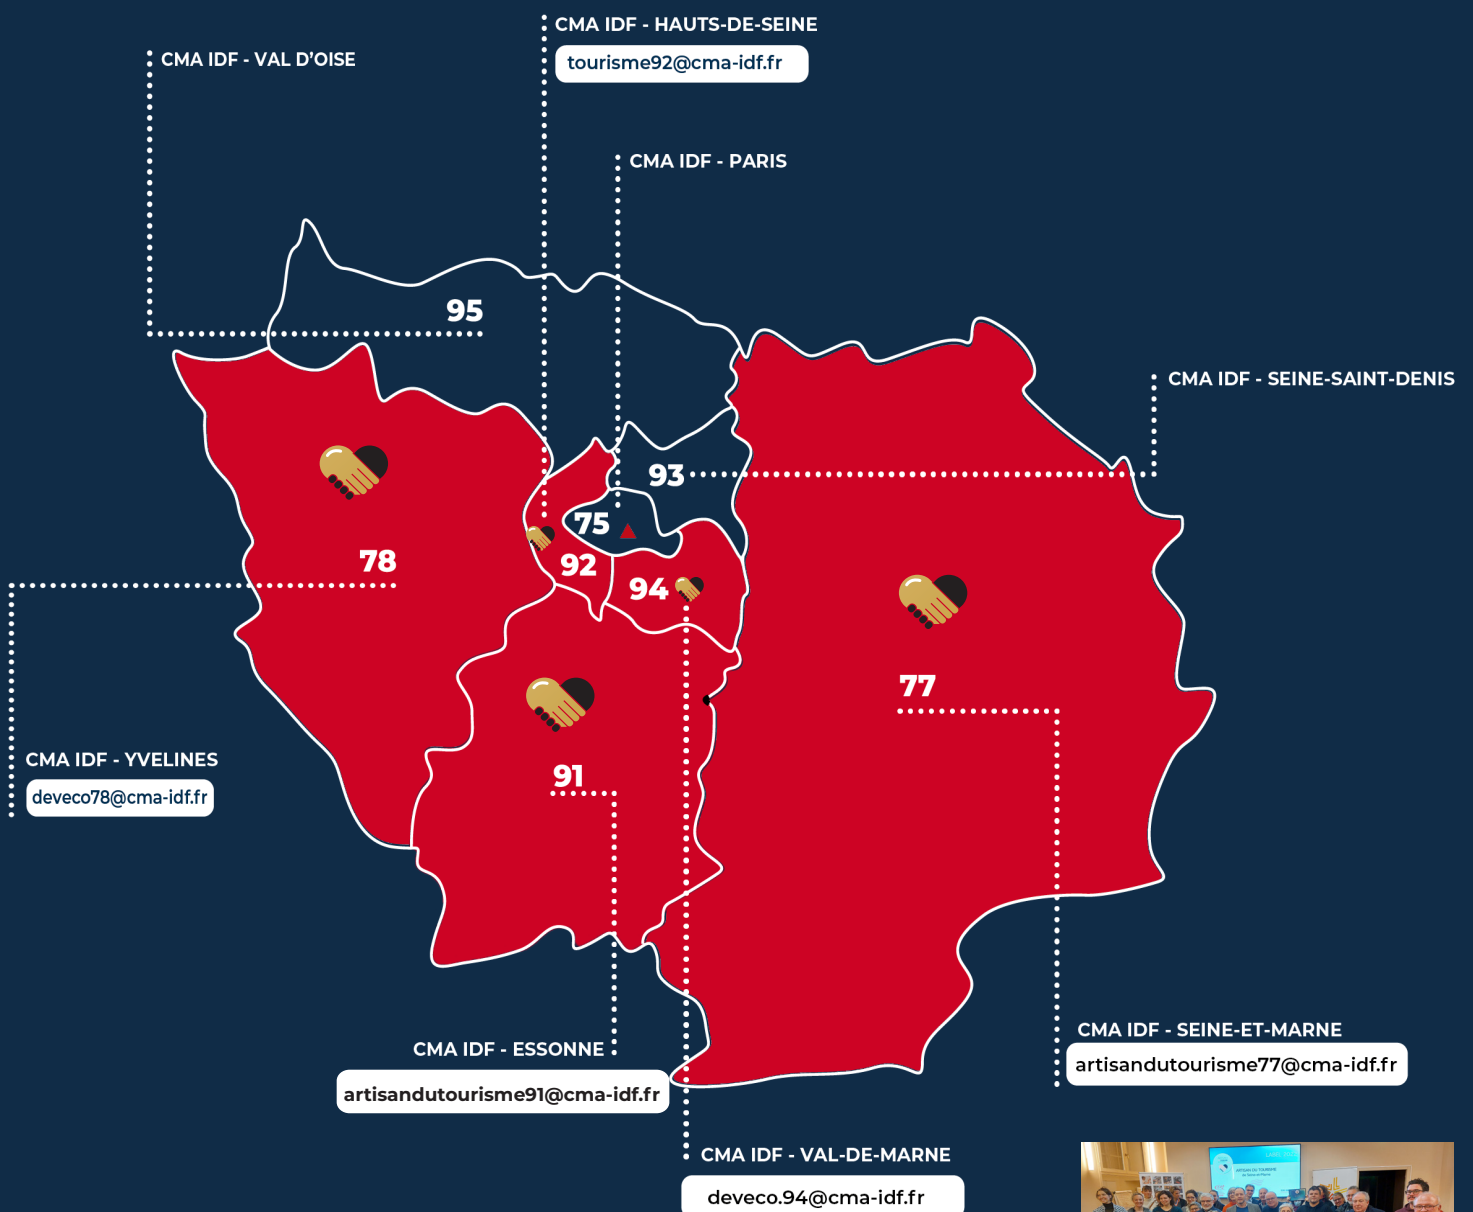 CMA IDF - HAUTS-DE-SEINE
tourisme92@cma-idf.fr
CMA IDF - VAL D'OISE
CMA IDF - PARIS
95
CMA IDF - SEINE-SAINT-DENIS
93
75
78
92
94
77
CMA IDF - YVELINES
deveco78@cma-idf.fr
91
CMA IDF - SEINE-ET-MARNE
artisandutourisme77@cma-idf.fr
CMA IDF - ESSONNE
artisandutourisme91@cma-idf.fr
CMA IDF - VAL-DE-MARNE
deveco.94@cma-idf.fr
ARTISAN DU TOURISME